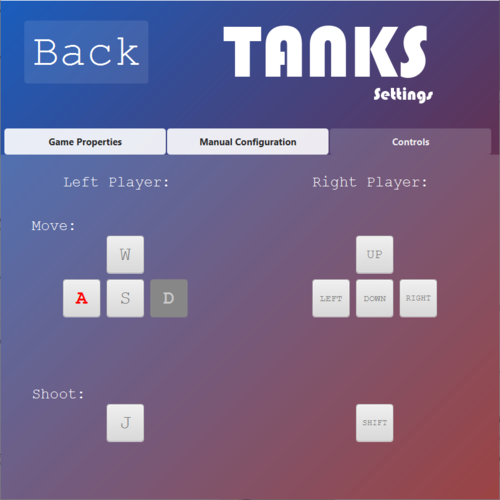 Back
TANKS
Settings
Game Properties Manual Configuration Controls
Left Player: Right Player:
Move:
W UP
A S D LEFT DOWN RIGHT
Shoot:
J SHIFT